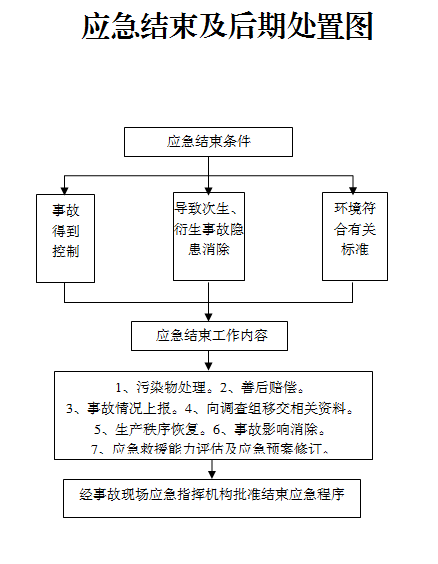 应急结束及后期处置图
应急结束条件
事故
得到
控制
导致次生、
衍生事故隐
患消除
环境符
合有关
标准
应急结束工作内容
1、污染物处理。2、善后赔偿。
3、事故情况上报。4、向调查组移交相关资料。
5、生产秩序恢复。6、事故影响消除。
7、应急救援能力评估及应急预案修订。
经事故现场应急指挥机构批准结束应急程序